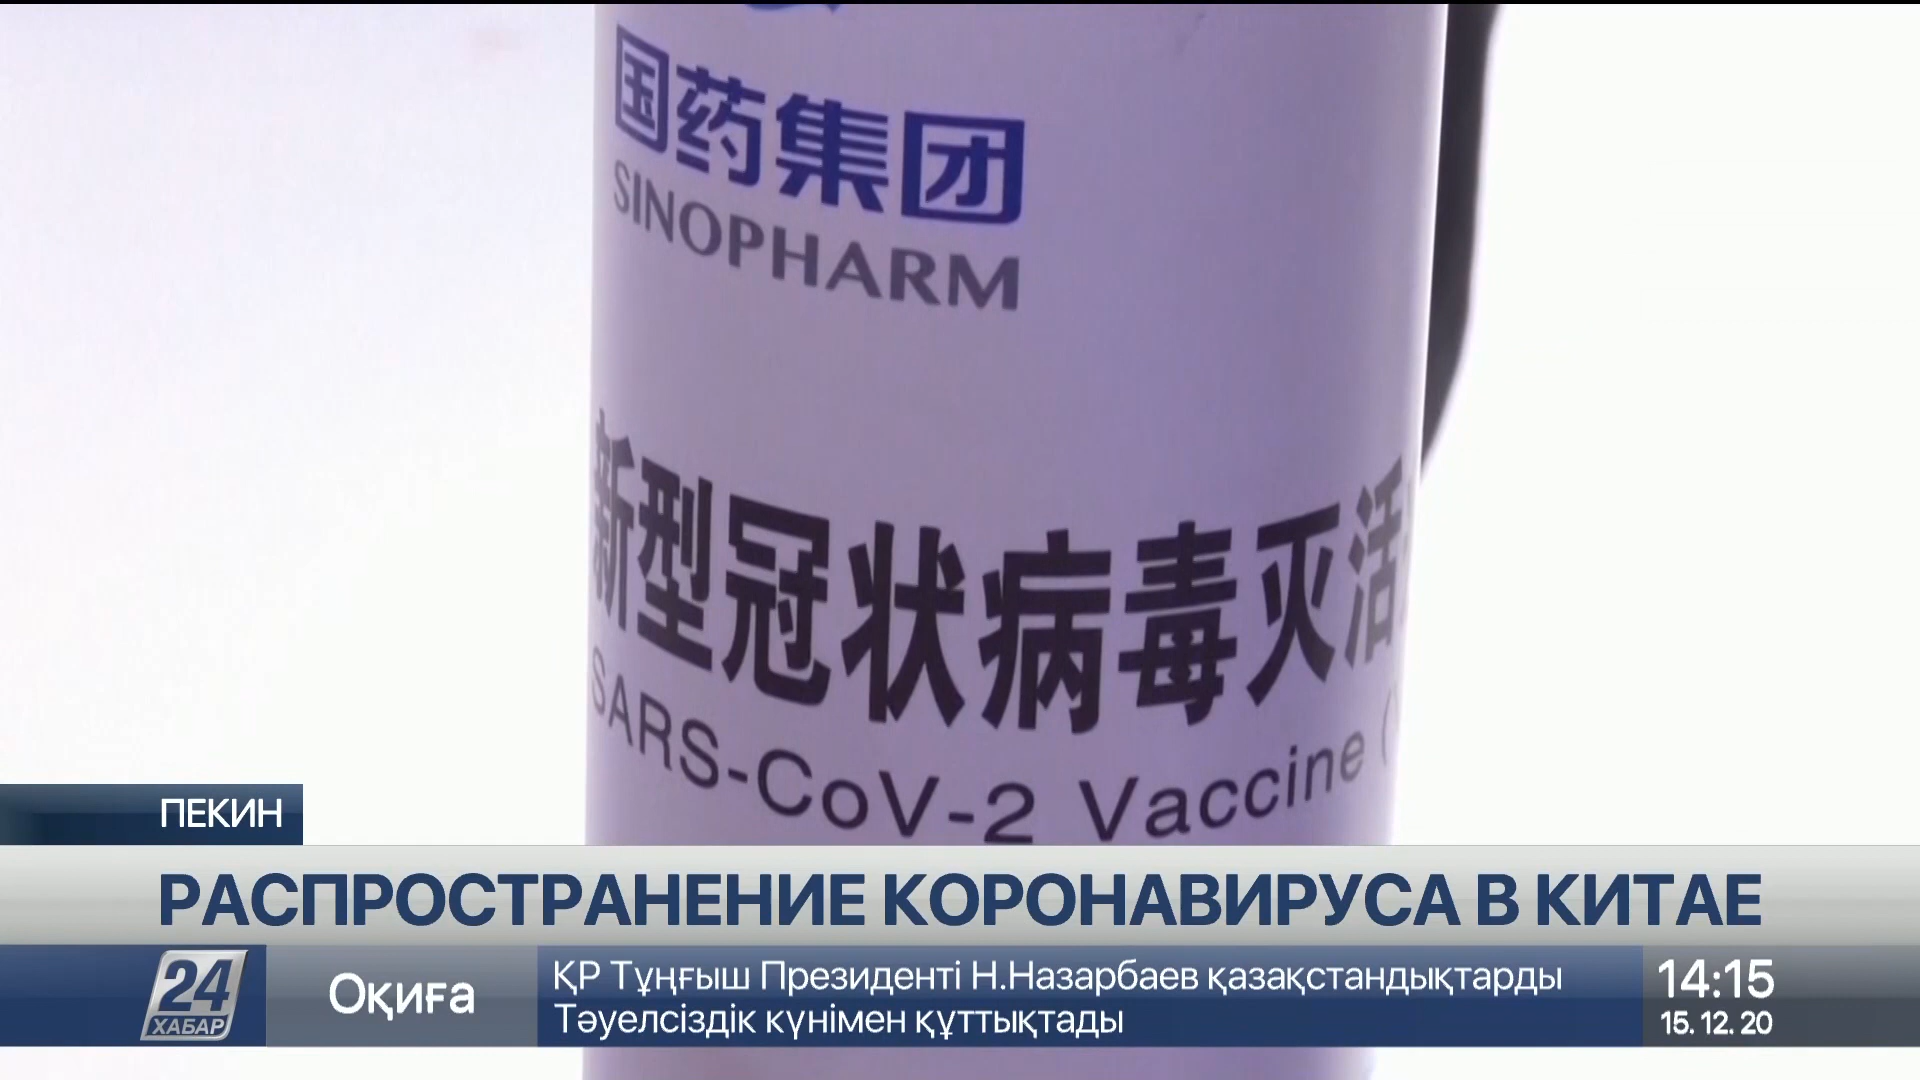 国药集团
SINOPHARM
新型冠状病毒灭活
SARS-CoV-2 Vaccine (
ПЕКИН
РАСПРОСТРАНЕНИЕ КОРОНАВИРУСА В КИТАЕ
24
ХАБАР
Оқиға
ҚР Тұңғыш Президенті Н.Назарбаев қазақстандықтарды
Тәуелсіздік күнімен құттықтады
14:15
15. 12. 20